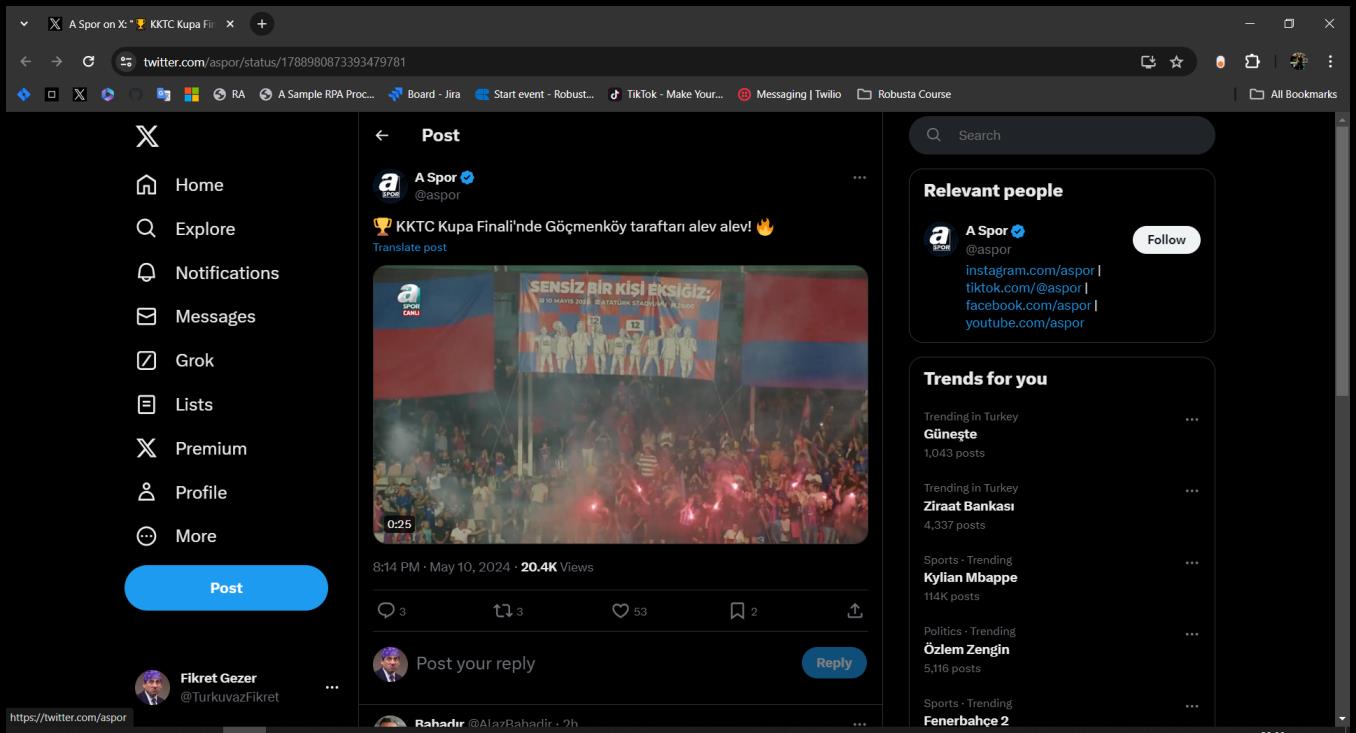 A Spor on X: "🏆 KKTC Kupa Fin
twitter.com/aspor/status/1788980873393479781
RA
A Sample RPA Proc...
Board - Jira
Start event - Robust...
TikTok - Make Your...
Messaging | Twilio
Robusta Course
All Bookmarks
Home
Explore
Notifications
Messages
Grok
Lists
Premium
Profile
More
Post
Fikret Gezer
@TurkuvazFikret
https://twitter.com/aspor
Post
A Spor
@aspor
🏆 KKTC Kupa Finali'nde Göçmenköy taraftarı alev alev! 🔥
Translate post
a
SPOR
CANLI
SENSİZ BİR KİŞİ EKSİĞİZ;
10 MAYIS 2024 ATATÜRK STADYUMU 20:00
12
12
0:25
8:14 PM · May 10, 2024 · 20.4K Views
3
3
53
2
Post your reply
Reply
Bahadır @AlazBahadir · 2h
Search
Relevant people
a
SPOR
A Spor
@aspor
Follow
instagram.com/aspor |
tiktok.com/@aspor |
facebook.com/aspor |
youtube.com/aspor
Trends for you
Trending in Turkey
Güneşte
1,043 posts
Trending in Turkey
Ziraat Bankası
4,337 posts
Sports · Trending
Kylian Mbappe
114K posts
Politics · Trending
Özlem Zengin
5,116 posts
Sports · Trending
Fenerbahçe 2